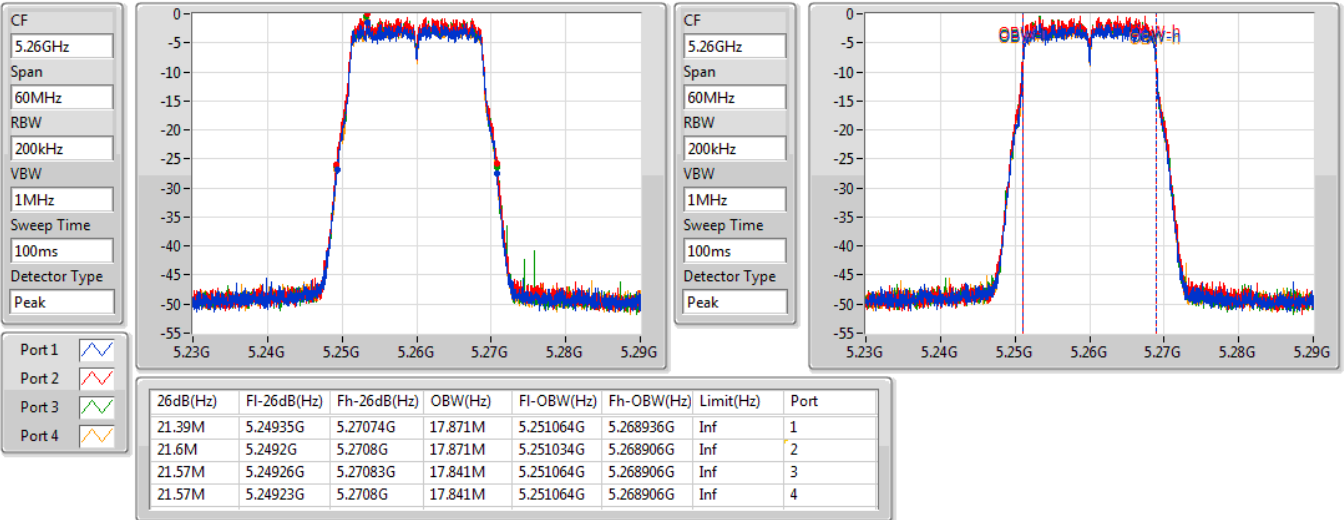 CF
5.26GHz
Span
60MHz
RBW
200kHz
VBW
1MHz
Sweep Time
100ms
Detector Type
Peak
0
-5
-10
-15
-20
-25
-30
-35
-40
-45
-50
-55
5.23G 5.24G 5.25G 5.26G 5.27G 5.28G 5.29G
CF
5.26GHz
Span
60MHz
RBW
200kHz
VBW
1MHz
Sweep Time
100ms
Detector Type
Peak
0
-5
-10
-15
-20
-25
-30
-35
-40
-45
-50
-55
5.23G 5.24G 5.25G 5.26G 5.27G 5.28G 5.29G
Port 1
Port 2
Port 3
Port 4
26dB(Hz) Fl-26dB(Hz) Fh-26dB(Hz) OBW(Hz) Fl-OBW(Hz) Fh-OBW(Hz) Limit(Hz) Port
21.39M 5.24935G 5.27074G 17.871M 5.251064G 5.268936G Inf 1
21.6M 5.2492G 5.2708G 17.871M 5.251034G 5.268906G Inf 2
21.57M 5.24926G 5.27083G 17.841M 5.251064G 5.268906G Inf 3
21.57M 5.24923G 5.2708G 17.841M 5.251064G 5.268906G Inf 4